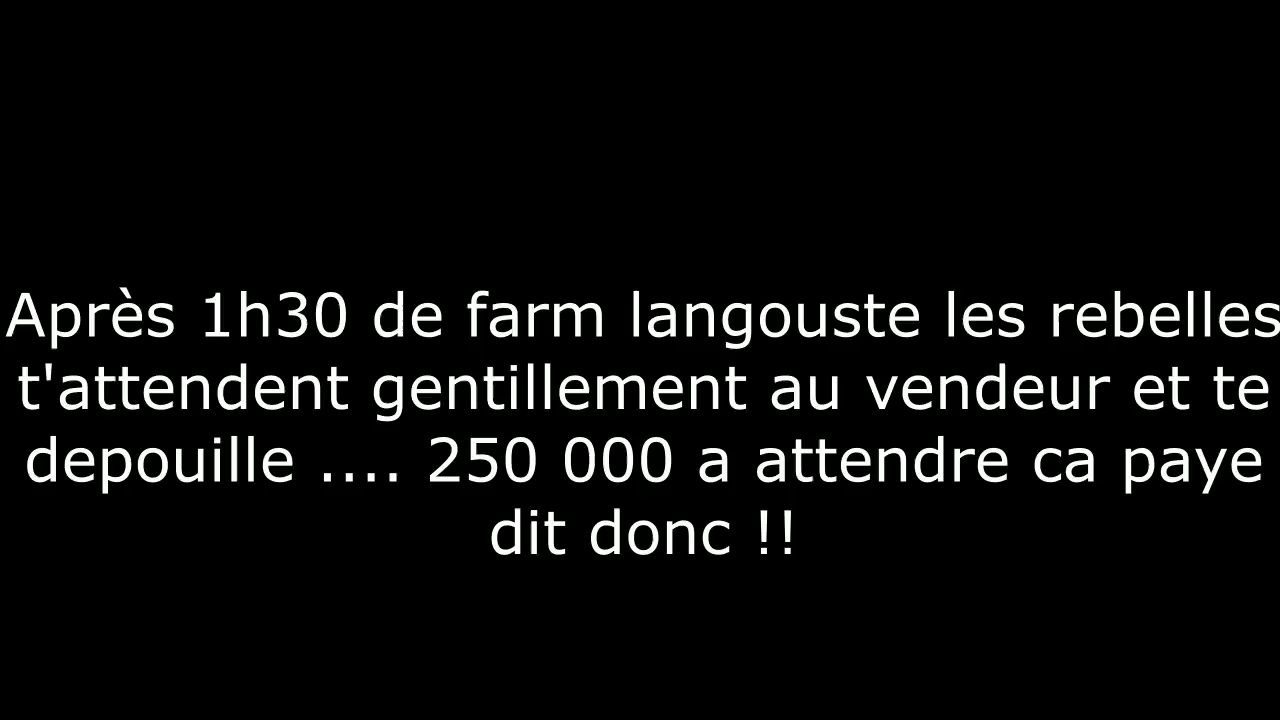 Après 1h30 de farm langouste les rebelles
t'attendent gentillement au vendeur et te
depouille .... 250 000 a attendre ca paye
dit donc !!